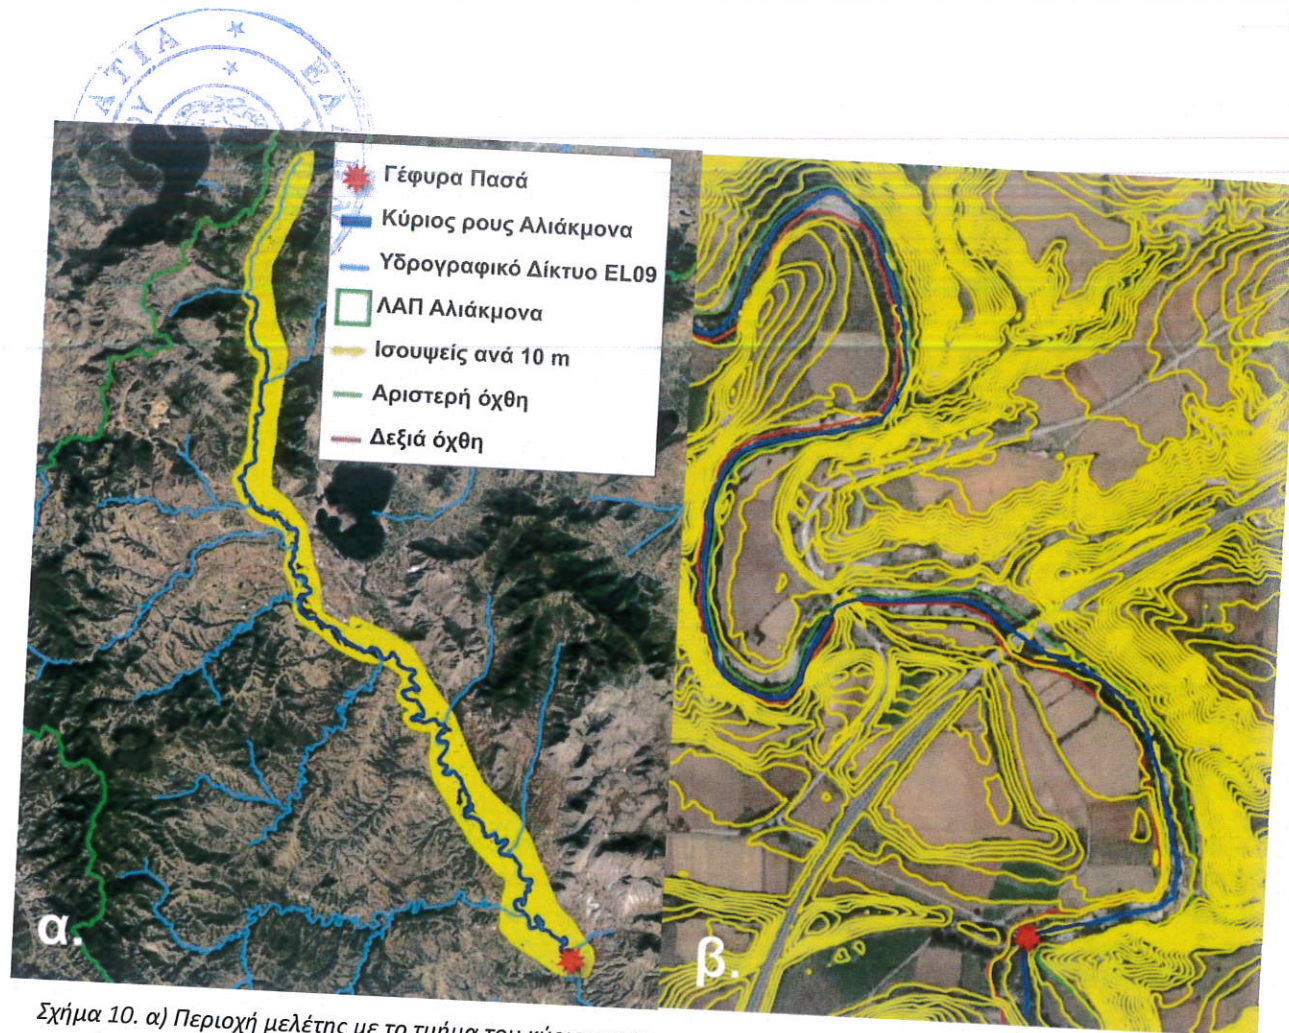 Γέφυρα Πασά
Κύριος ρους Αλιάκμονα
Υδρογραφικό Δίκτυο EL09
ΛΑΠ Αλιάκμονα
Ισουψείς ανά 10 m
Αριστερή όχθη
Δεξιά όχθη
α.
β.
Σχήμα 10. α) Περιοχή μελέτης με το τμήμα του